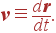 v ≡ dr/dt.